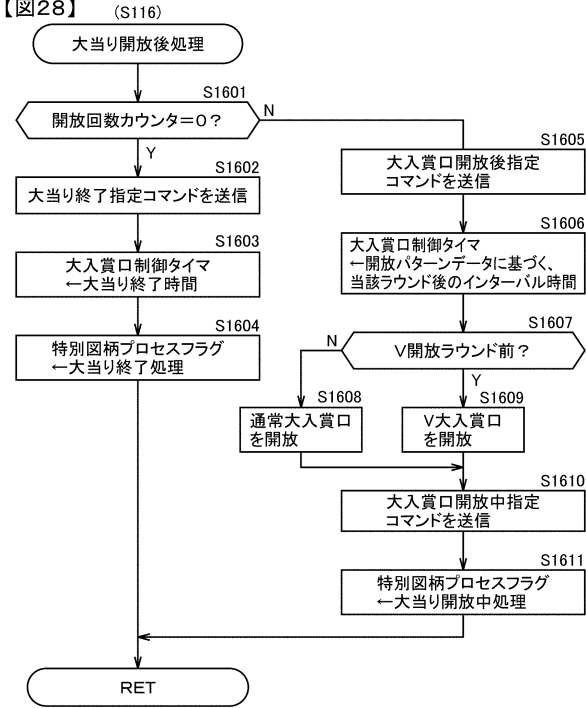 【図28】
(S116)
大当り開放後処理
S1601
開放回数カウンタ=0?
N
Y
S1602
大当り終了指定コマンドを送信
S1603
大入賞口制御タイマ
←大当り終了時間
S1604
特別図柄プロセスフラグ
←大当り終了処理
S1605
大入賞口開放後指定
コマンドを送信
S1606
大入賞口制御タイマ
←開放パターンデータに基づく、
当該ラウンド後のインターバル時間
S1607
V開放ラウンド前?
N
Y
S1608
通常大入賞口
を開放
S1609
V大入賞口
を開放
S1610
大入賞口開放中指定
コマンドを送信
S1611
特別図柄プロセスフラグ
←大当り開放中処理
RET